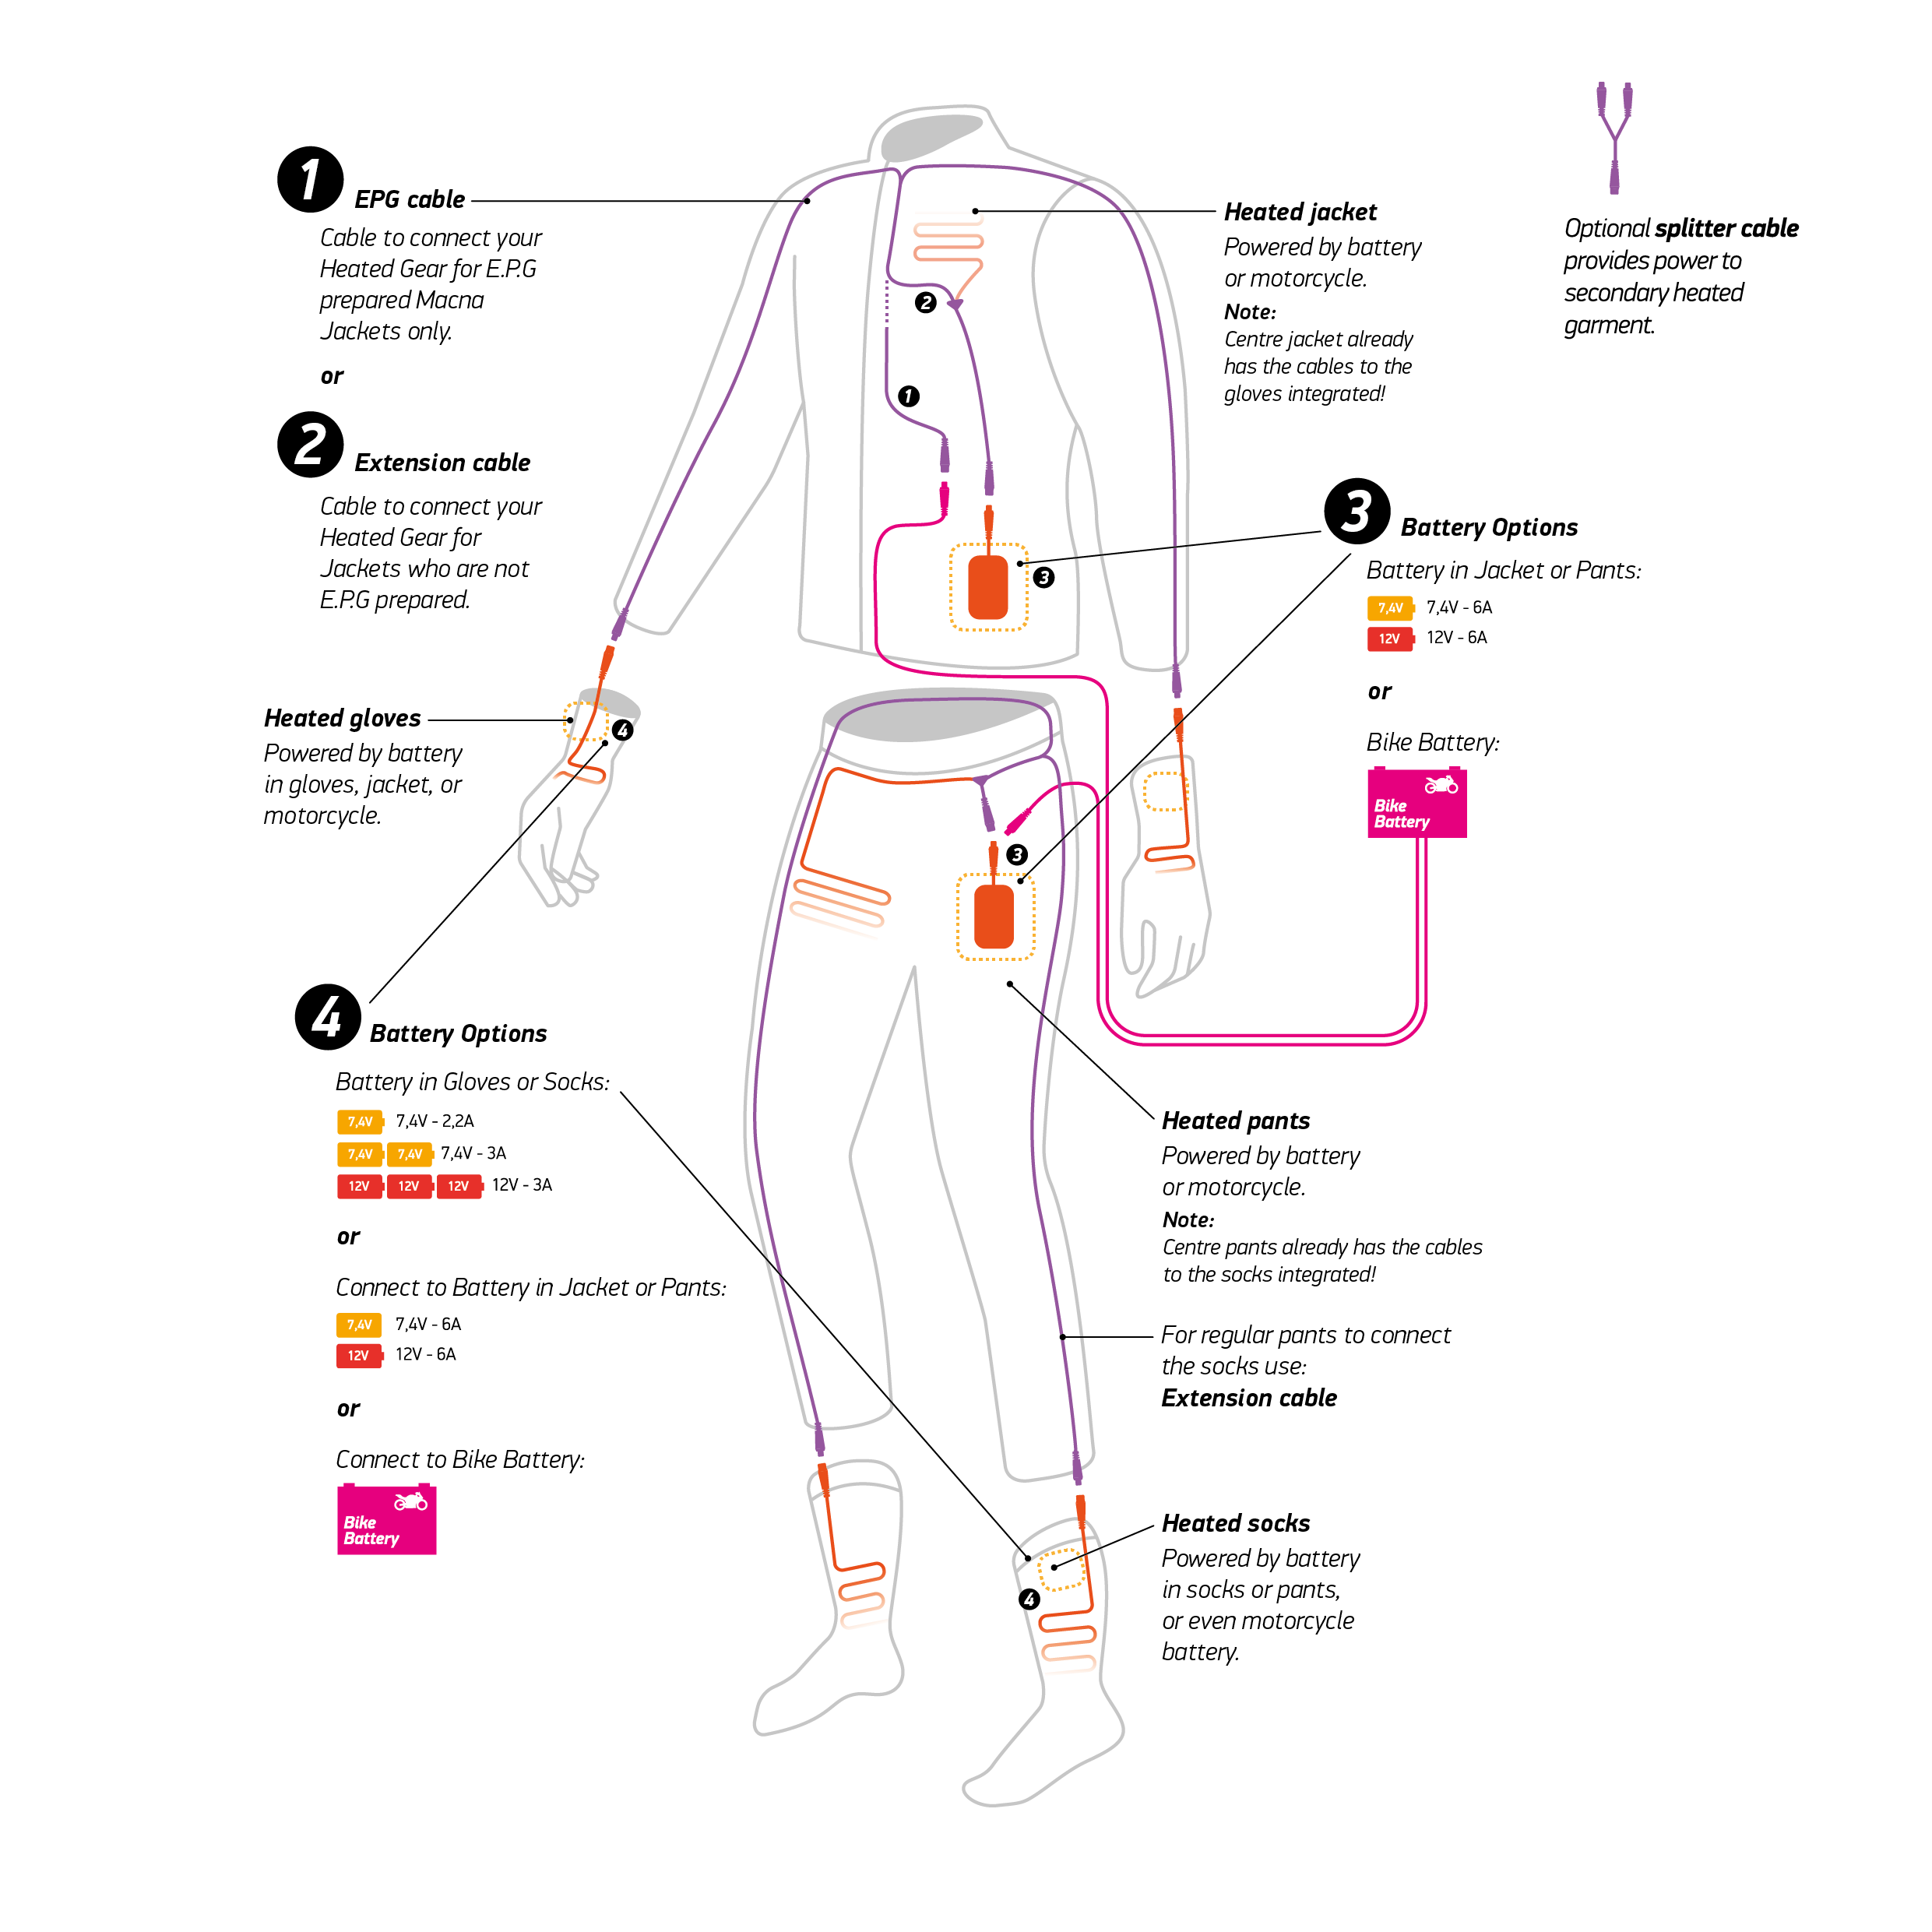 1
EPG cable
Cable to connect your
Heated Gear for E.P.G
prepared Macna
Jackets only.
or
2
Extension cable
Cable to connect your
Heated Gear for
Jackets who are not
E.P.G prepared.
Heated gloves
Powered by battery
in gloves, jacket, or
motorcycle.
4
Battery Options
Battery in Gloves or Socks:
7,4V 7,4V - 2,2A
7,4V 7,4V 7,4V - 3A
12V 12V 12V 12V - 3A
or
Connect to Battery in Jacket or Pants:
7,4V 7,4V - 6A
12V 12V - 6A
or
Connect to Bike Battery:
Bike
Battery
2
1
3
4
3
4
Heated jacket
Powered by battery
or motorcycle.
Note:
Centre jacket already
has the cables to the
gloves integrated!
Optional splitter cable
provides power to
secondary heated
garment.
3
Battery Options
Battery in Jacket or Pants:
7,4V 7,4V - 6A
12V 12V - 6A
or
Bike Battery:
Bike
Battery
Heated pants
Powered by battery
or motorcycle.
Note:
Centre pants already has the cables
to the socks integrated!
For regular pants to connect
the socks use:
Extension cable
Heated socks
Powered by battery
in socks or pants,
or even motorcycle
battery.